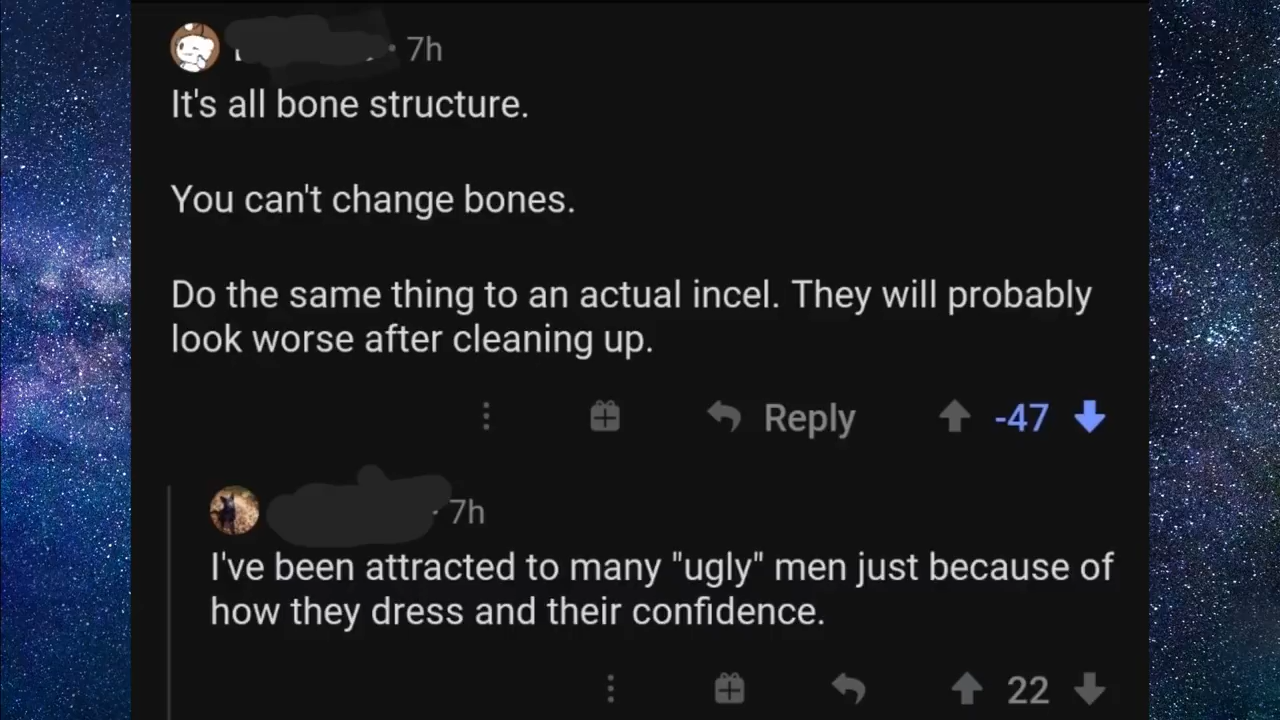 7h
It's all bone structure.
You can't change bones.
Do the same thing to an actual incel. They will probably
look worse after cleaning up.
Reply -47
7h
I've been attracted to many "ugly" men just because of
how they dress and their confidence.
22